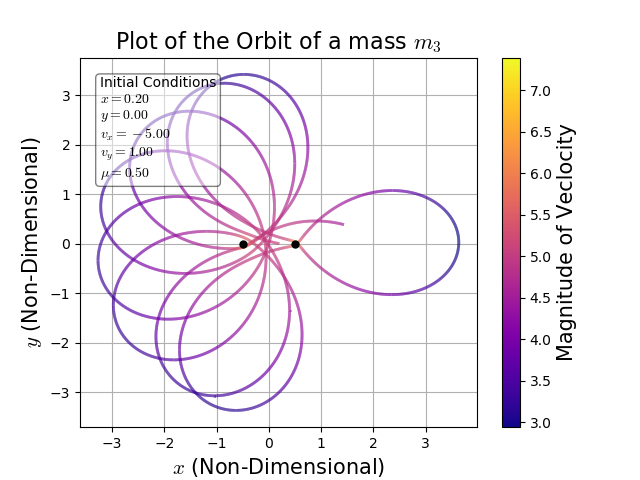 Plot of the Orbit of a mass m₃
Initial Conditions
x = 0.20
y = 0.00
vₓ = −5.00
v_y = 1.00
μ = 0.50
y (Non-Dimensional)
3
2
1
0
−1
−2
−3
−3 −2 −1 0 1 2 3
x (Non-Dimensional)
7.0
6.5
6.0
5.5
5.0
4.5
4.0
3.5
3.0
Magnitude of Veclocity